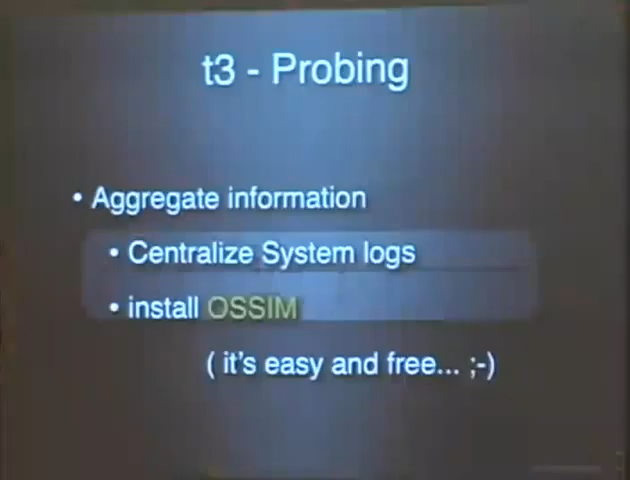 t3 - Probing
• Aggregate information
• Centralize System logs
• install OSSIM
( it's easy and free... ;-)